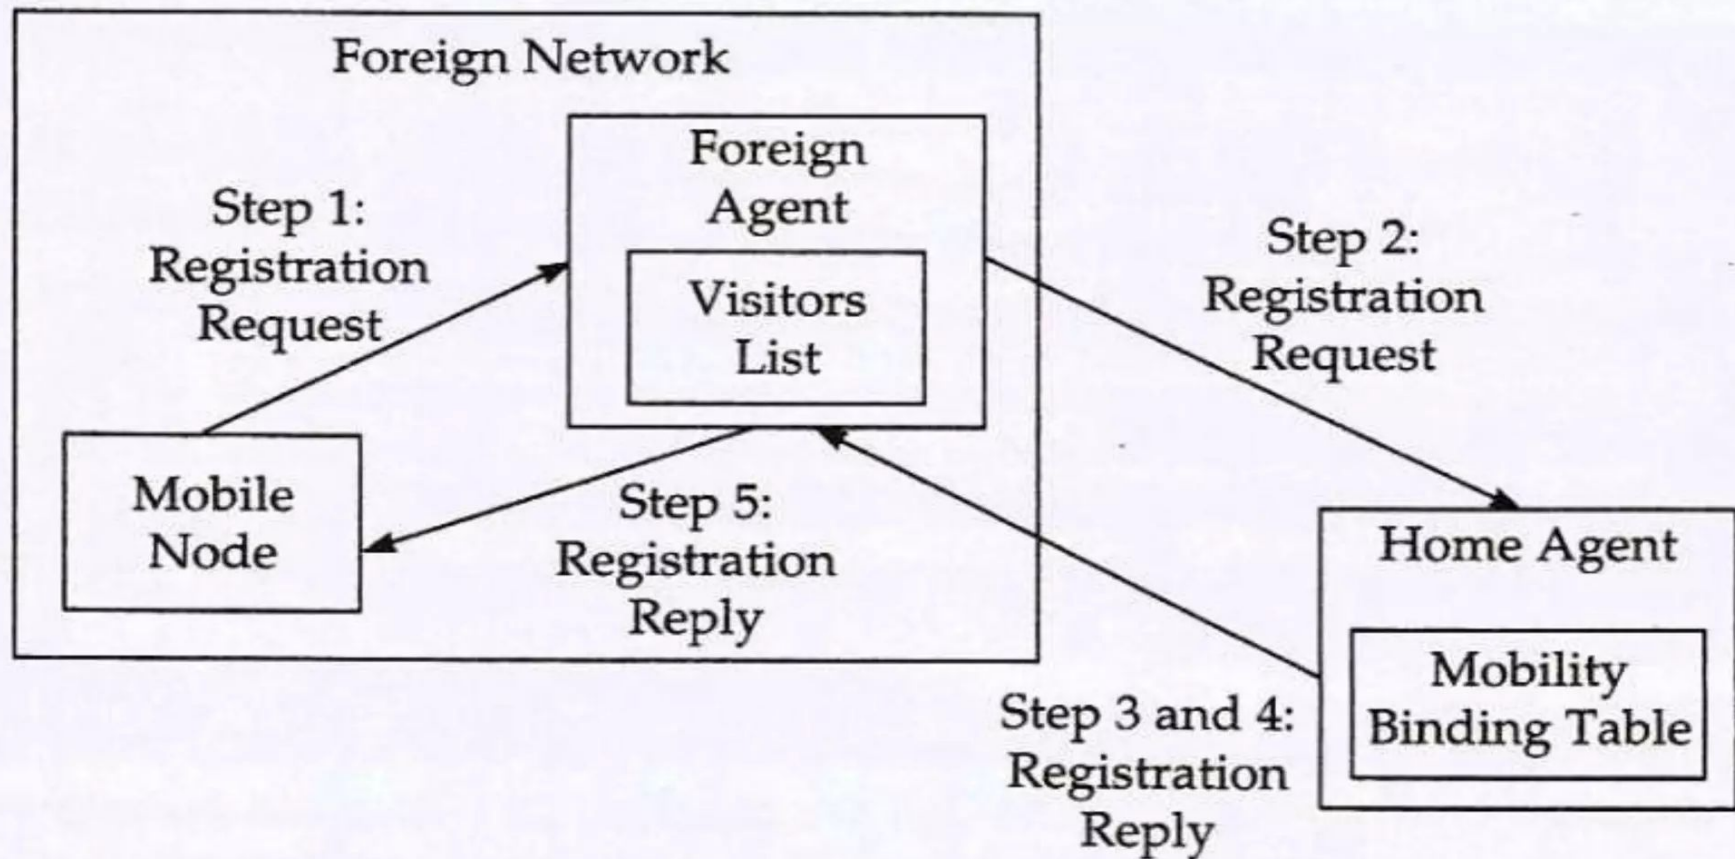 Foreign Network
Foreign
Agent
Visitors
List
Step 1:
Registration
Request
Step 2:
Registration
Request
Mobile
Node
Step 5:
Registration
Reply
Home Agent
Mobility
Binding Table
Step 3 and 4:
Registration
Reply